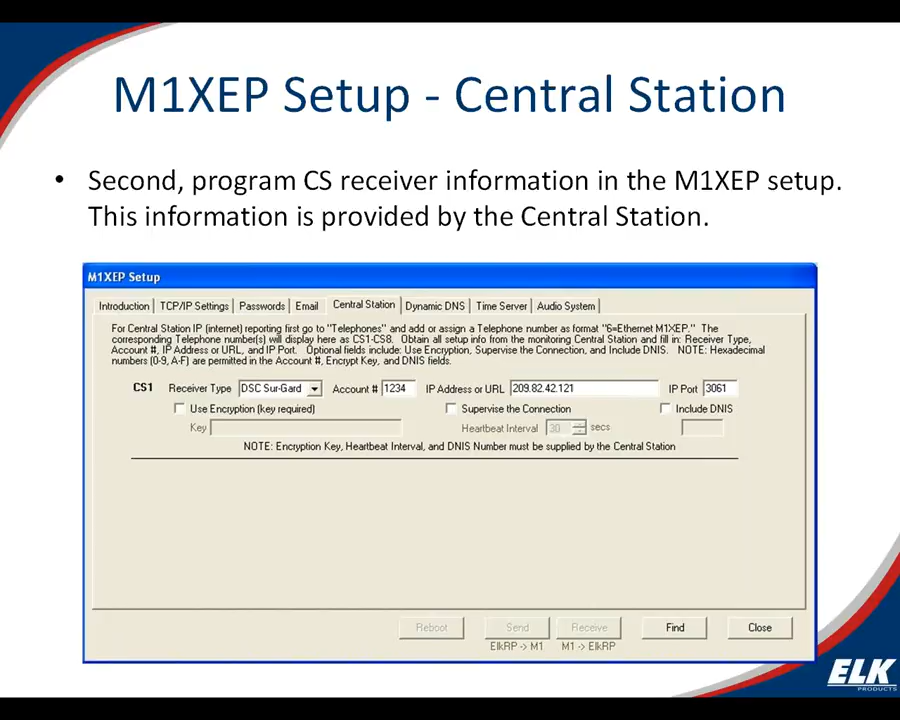 M1XEP Setup - Central Station
• Second, program CS receiver information in the M1XEP setup.
This information is provided by the Central Station.
M1XEP Setup
Introduction TCP/IP Settings Passwords Email Central Station Dynamic DNS Time Server Audio System
For Central Station IP (internet) reporting first go to "Telephones" and add or assign a Telephone number as format "6=Ethernet M1XEP." The
corresponding Telephone number(s) will display here as CS1-CS8. Obtain all setup info from the monitoring Central Station and fill in: Receiver Type,
Account #, IP Address or URL, and IP Port. Optional fields include: Use Encryption, Supervise the Connection, and Include DNIS. NOTE: Hexadecimal
numbers (0-9, A-F) are permitted in the Account #, Encrypt Key, and DNIS fields.
CS1 Receiver Type DSC Sur-Gard Account # 1234 IP Address or URL 209.82.42.121 IP Port 3061
Use Encryption (key required) Supervise the Connection Include DNIS
Key Heartbeat Interval 30 secs
NOTE: Encryption Key, Heartbeat Interval, and DNIS Number must be supplied by the Central Station
Reboot Send Receive Find Close
ElkRP -> M1 M1 -> ElkRP
ELK
PRODUCTS